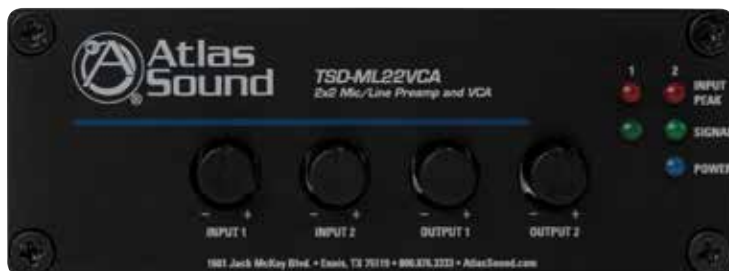 Atlas
Sound
®
TSD-ML22VCA
2x2 Mic/Line Preamp and VCA
1 2
INPUT
PEAK
SIGNAL
POWER
- + - + - + - +
INPUT 1 INPUT 2 OUTPUT 1 OUTPUT 2
1601 Jack McKay Blvd. • Ennis, TX 75119 • 800.876.3333 • AtlasSound.com